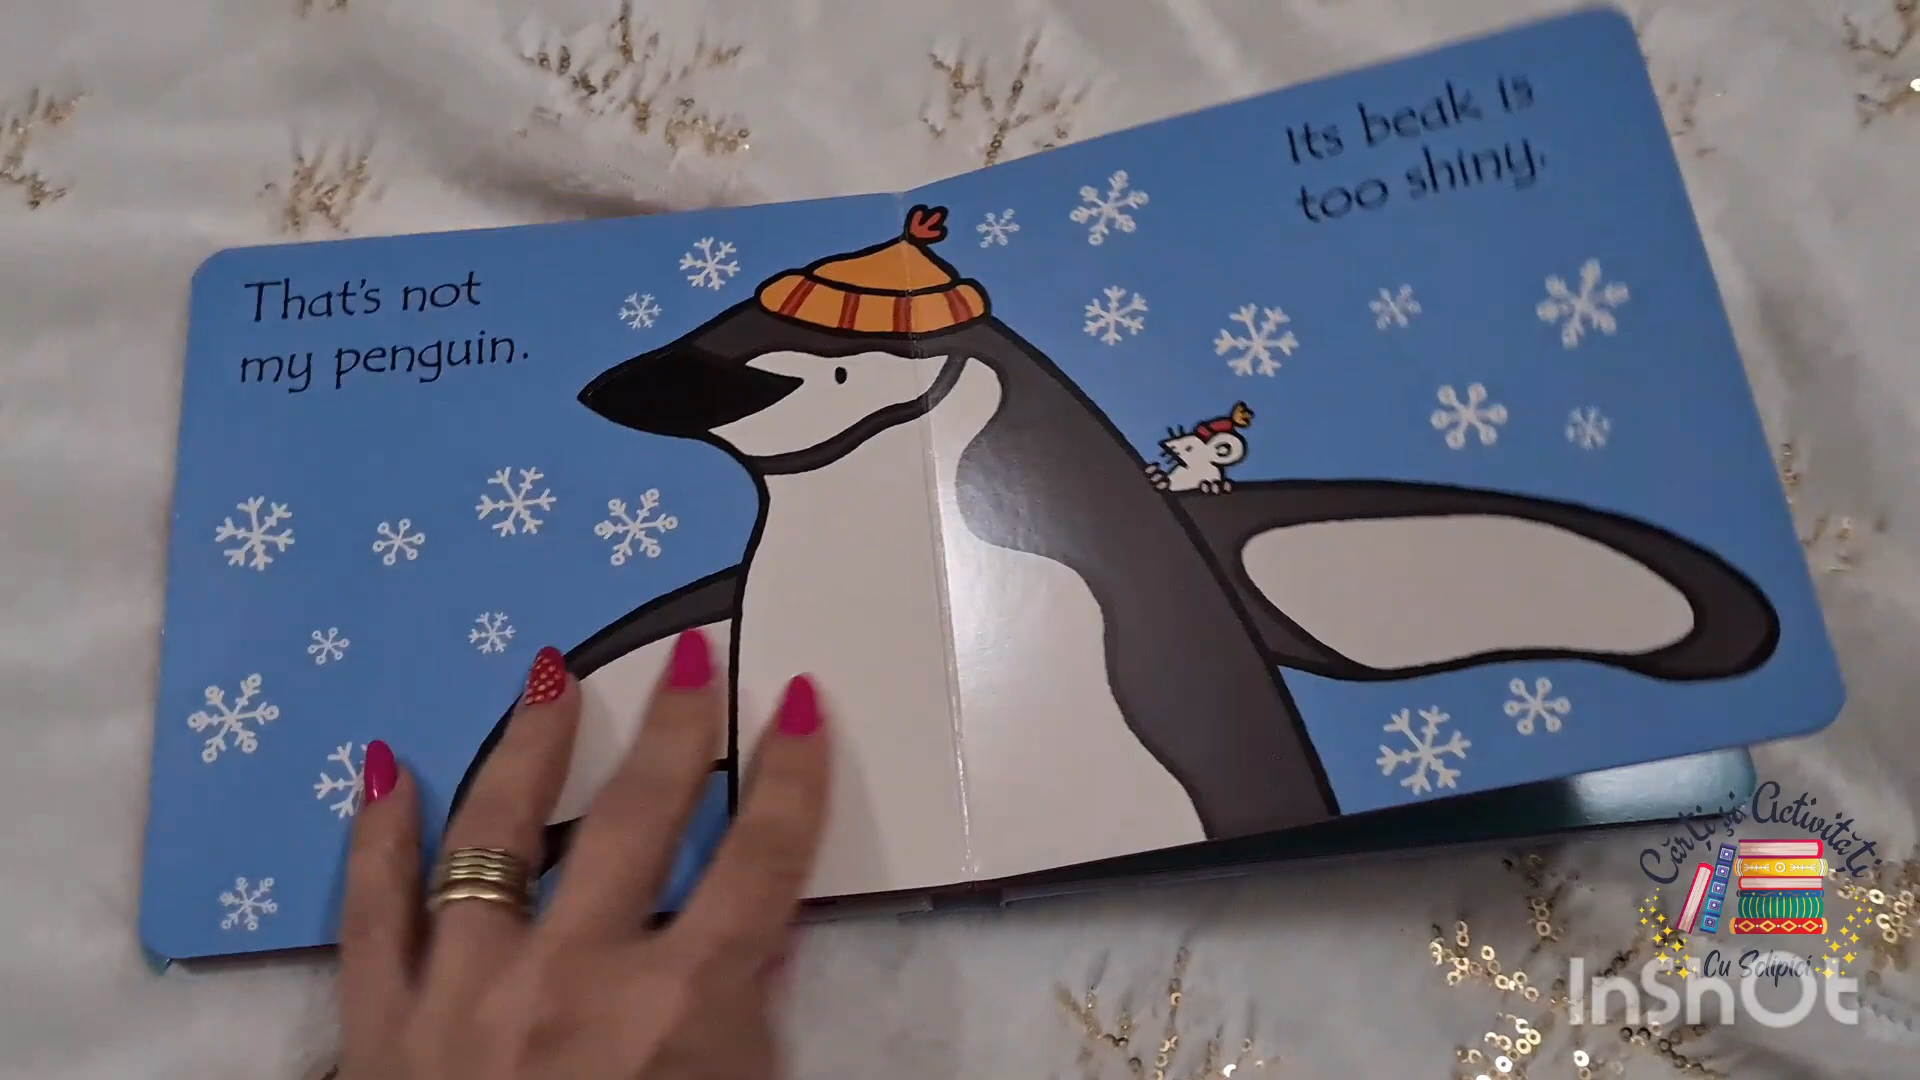 That's not
my penguin.
Its beak is
too shiny.
Cărți și Activități
Cu Sclipici
InShOt